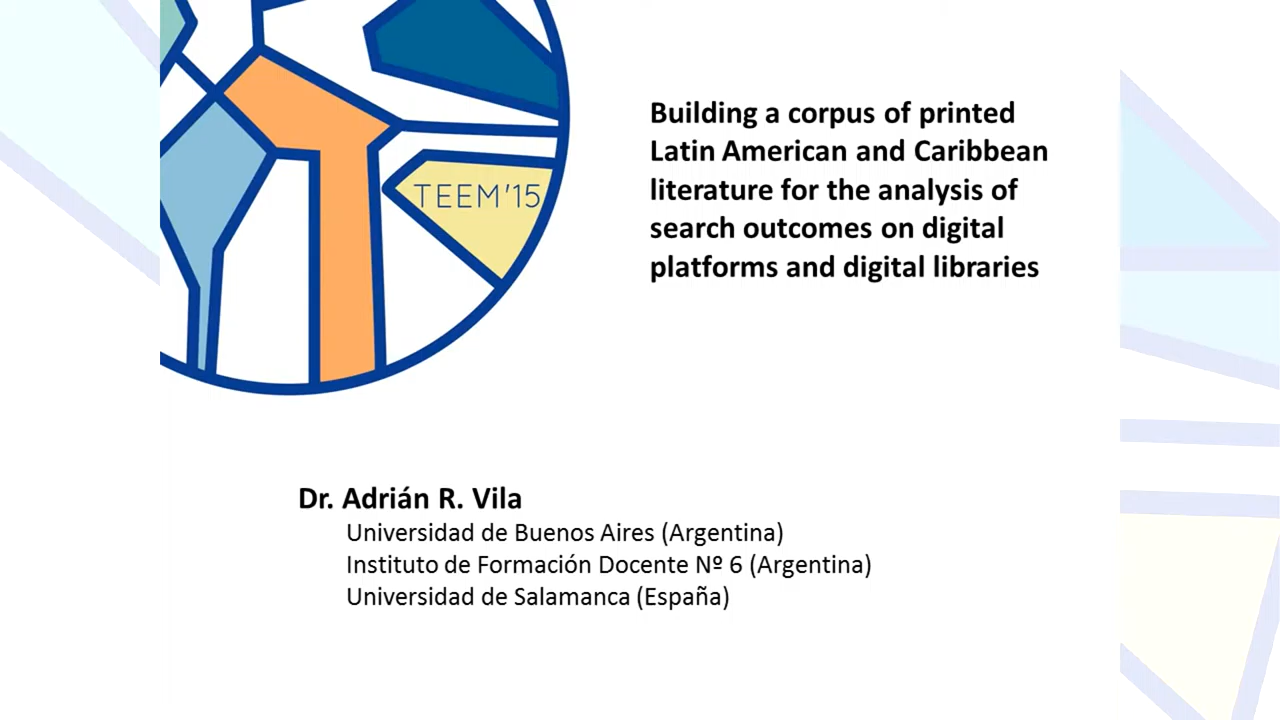 TEEM'15
Building a corpus of printed
Latin American and Caribbean
literature for the analysis of
search outcomes on digital
platforms and digital libraries
Dr. Adrián R. Vila
Universidad de Buenos Aires (Argentina)
Instituto de Formación Docente Nº 6 (Argentina)
Universidad de Salamanca (España)